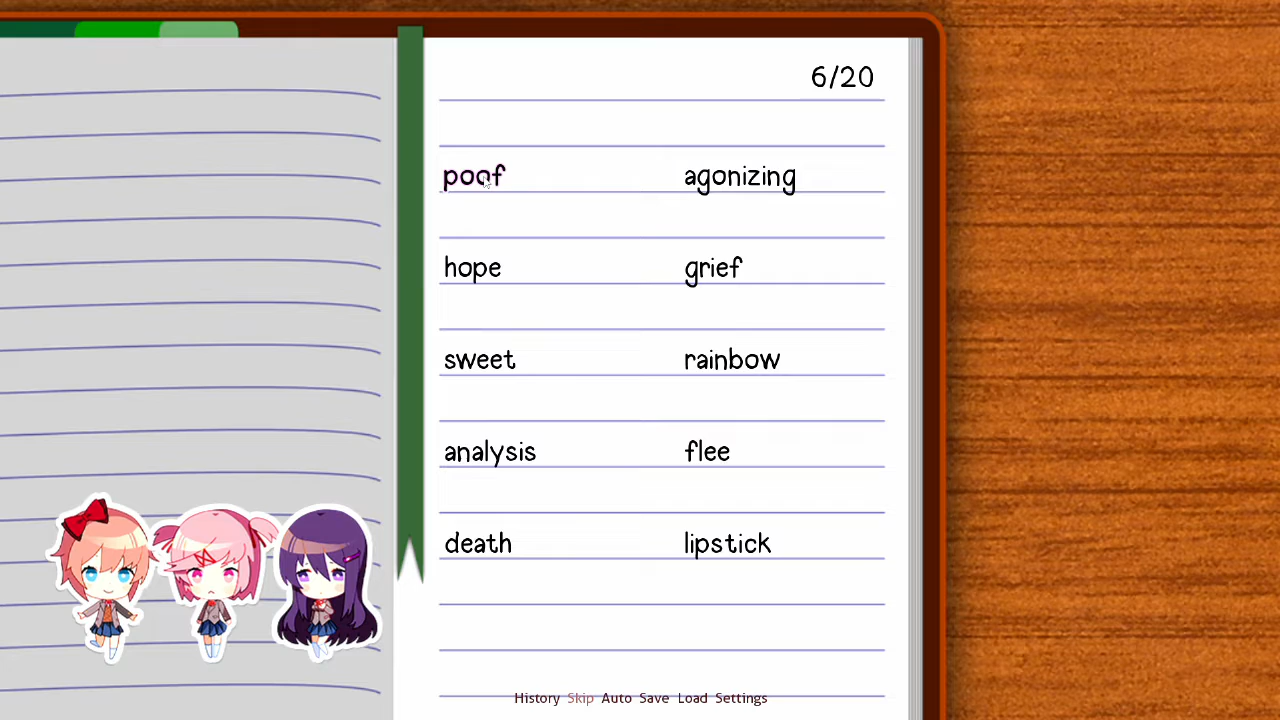 6/20
poof agonizing
hope grief
sweet rainbow
analysis flee
death lipstick
History Skip Auto Save Load Settings